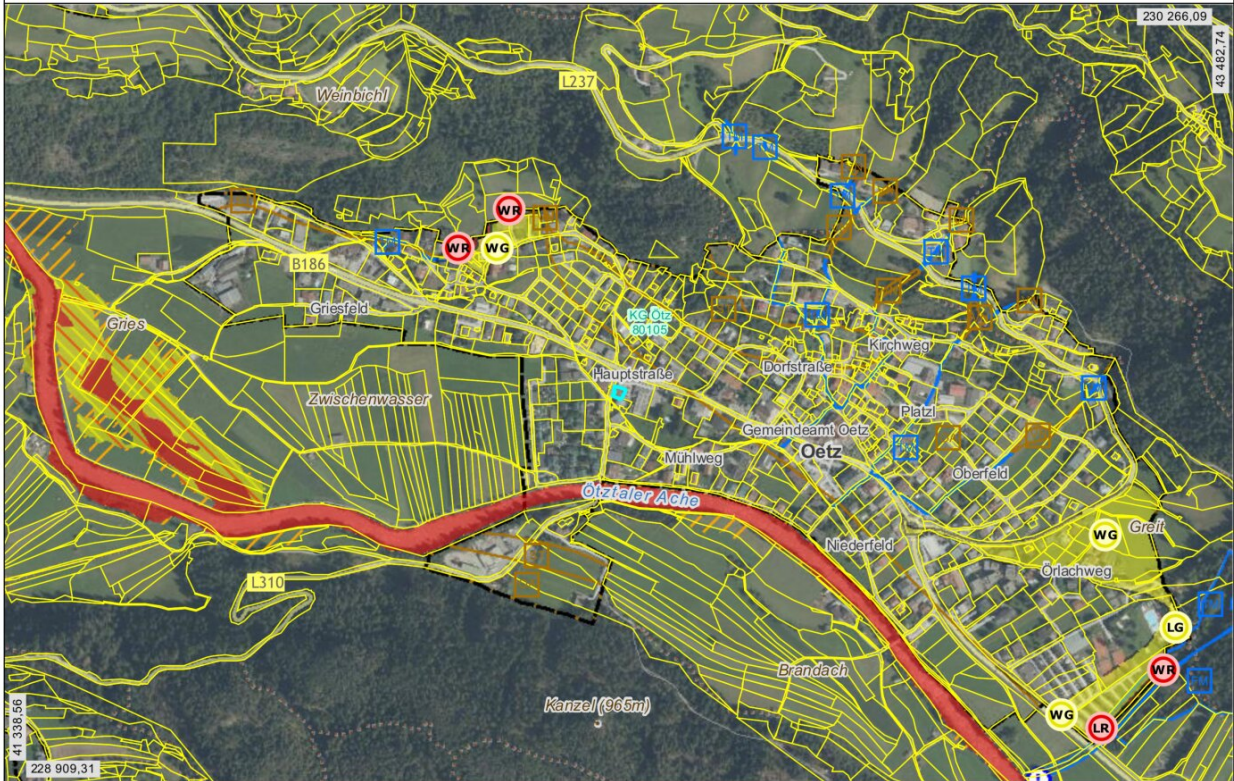 230 266,09
43 482,74
L237
Weinbichl
WR
WR
WG
B186
Griesfeld
Gries
KG Ötz
80105
Kirchweg
Hauptstraße
Dorfstraße
Zwischenwasser
Platzl
Gemeindeamt Oetz
Oetz
Mühlweg
Oberfeld
Ötztaler Ache
Greit
WG
Niederfeld
Örlachweg
L310
LG
Brandach
WR
Kanzel (965m)
WG
LR
41 338,56
228 909,31